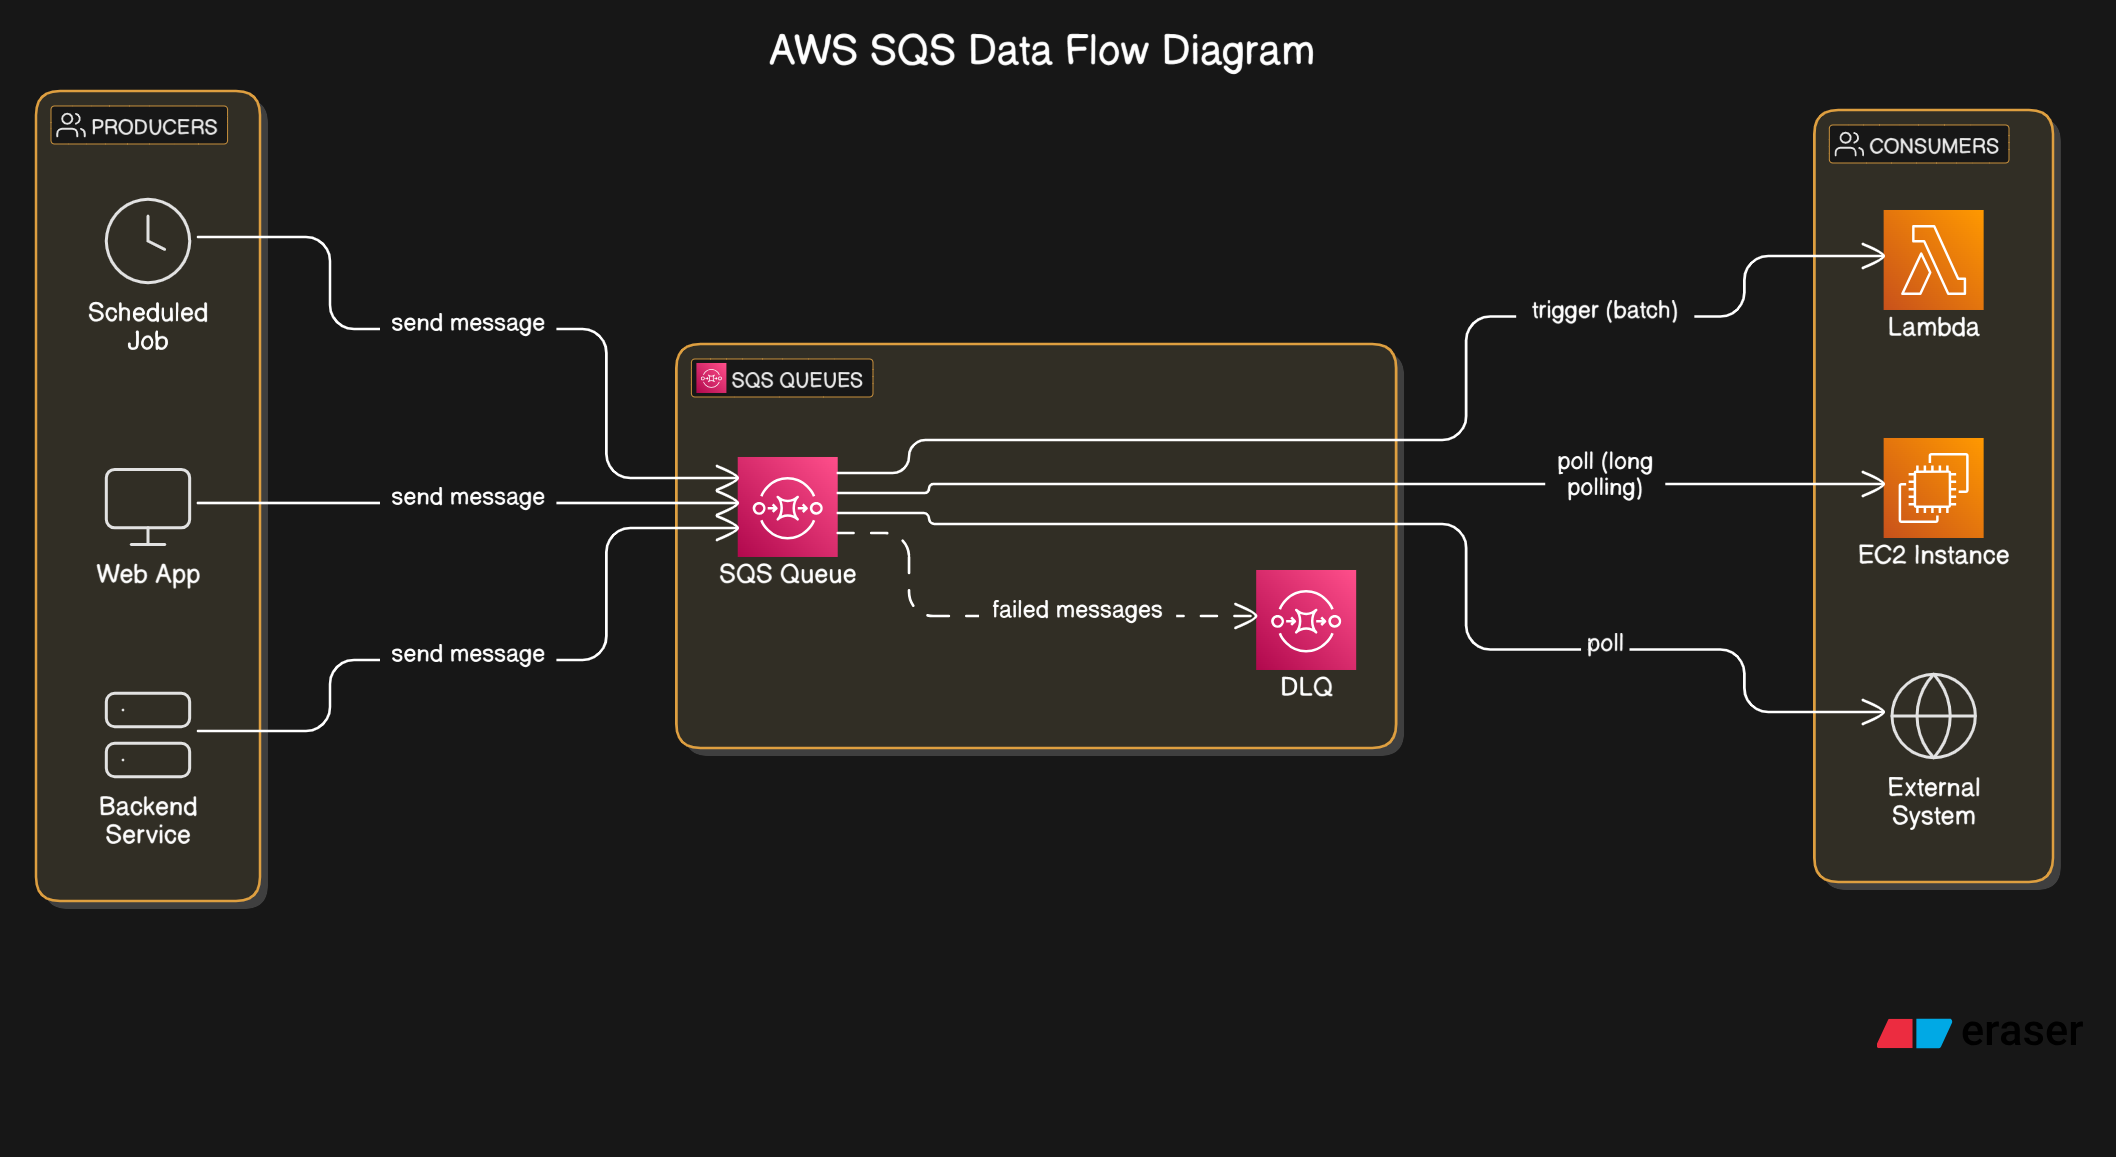 AWS SQS Data Flow Diagram
PRODUCERS
Scheduled
Job
Web App
Backend
Service
send message
send message
send message
SQS QUEUES
SQS Queue
failed messages
DLQ
trigger (batch)
poll (long
polling)
poll
CONSUMERS
Lambda
EC2 Instance
External
System
eraser